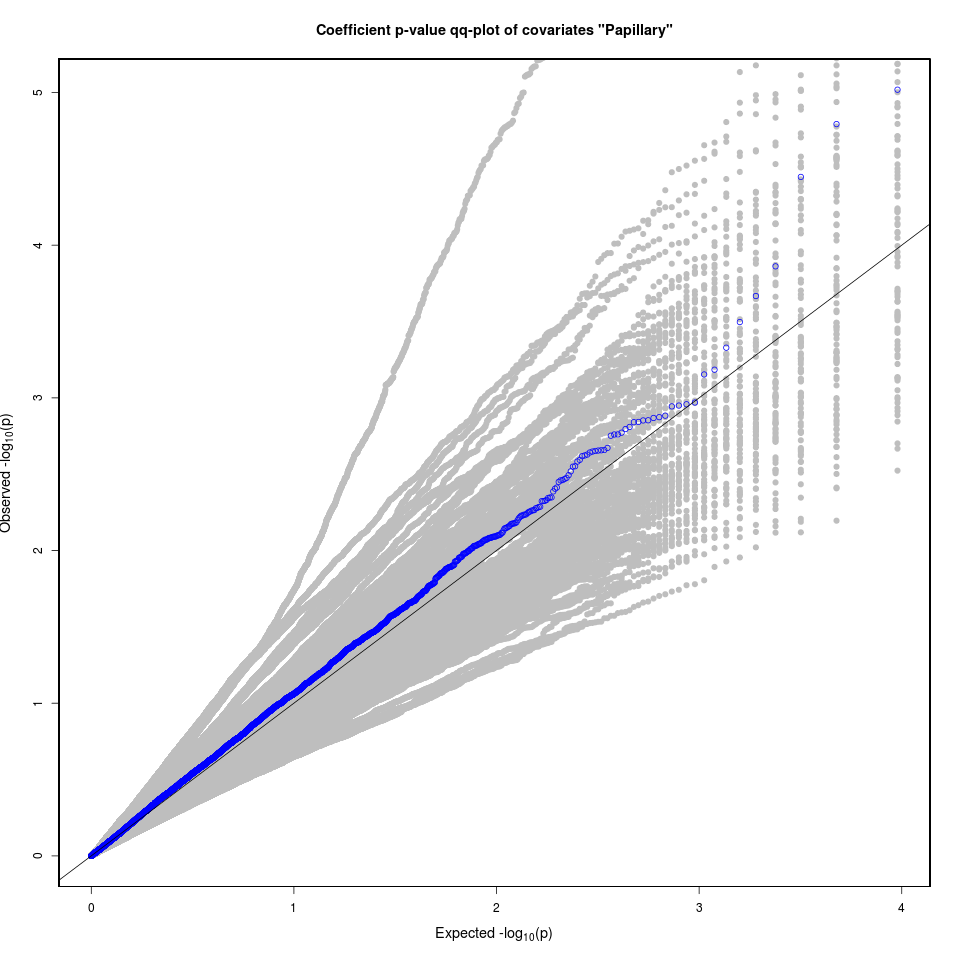 Coefficient p-value qq-plot of covariates "Papillary"
Observed -log10(p)
5
4
3
2
1
0
0 1 2 3 4
Expected -log10(p)